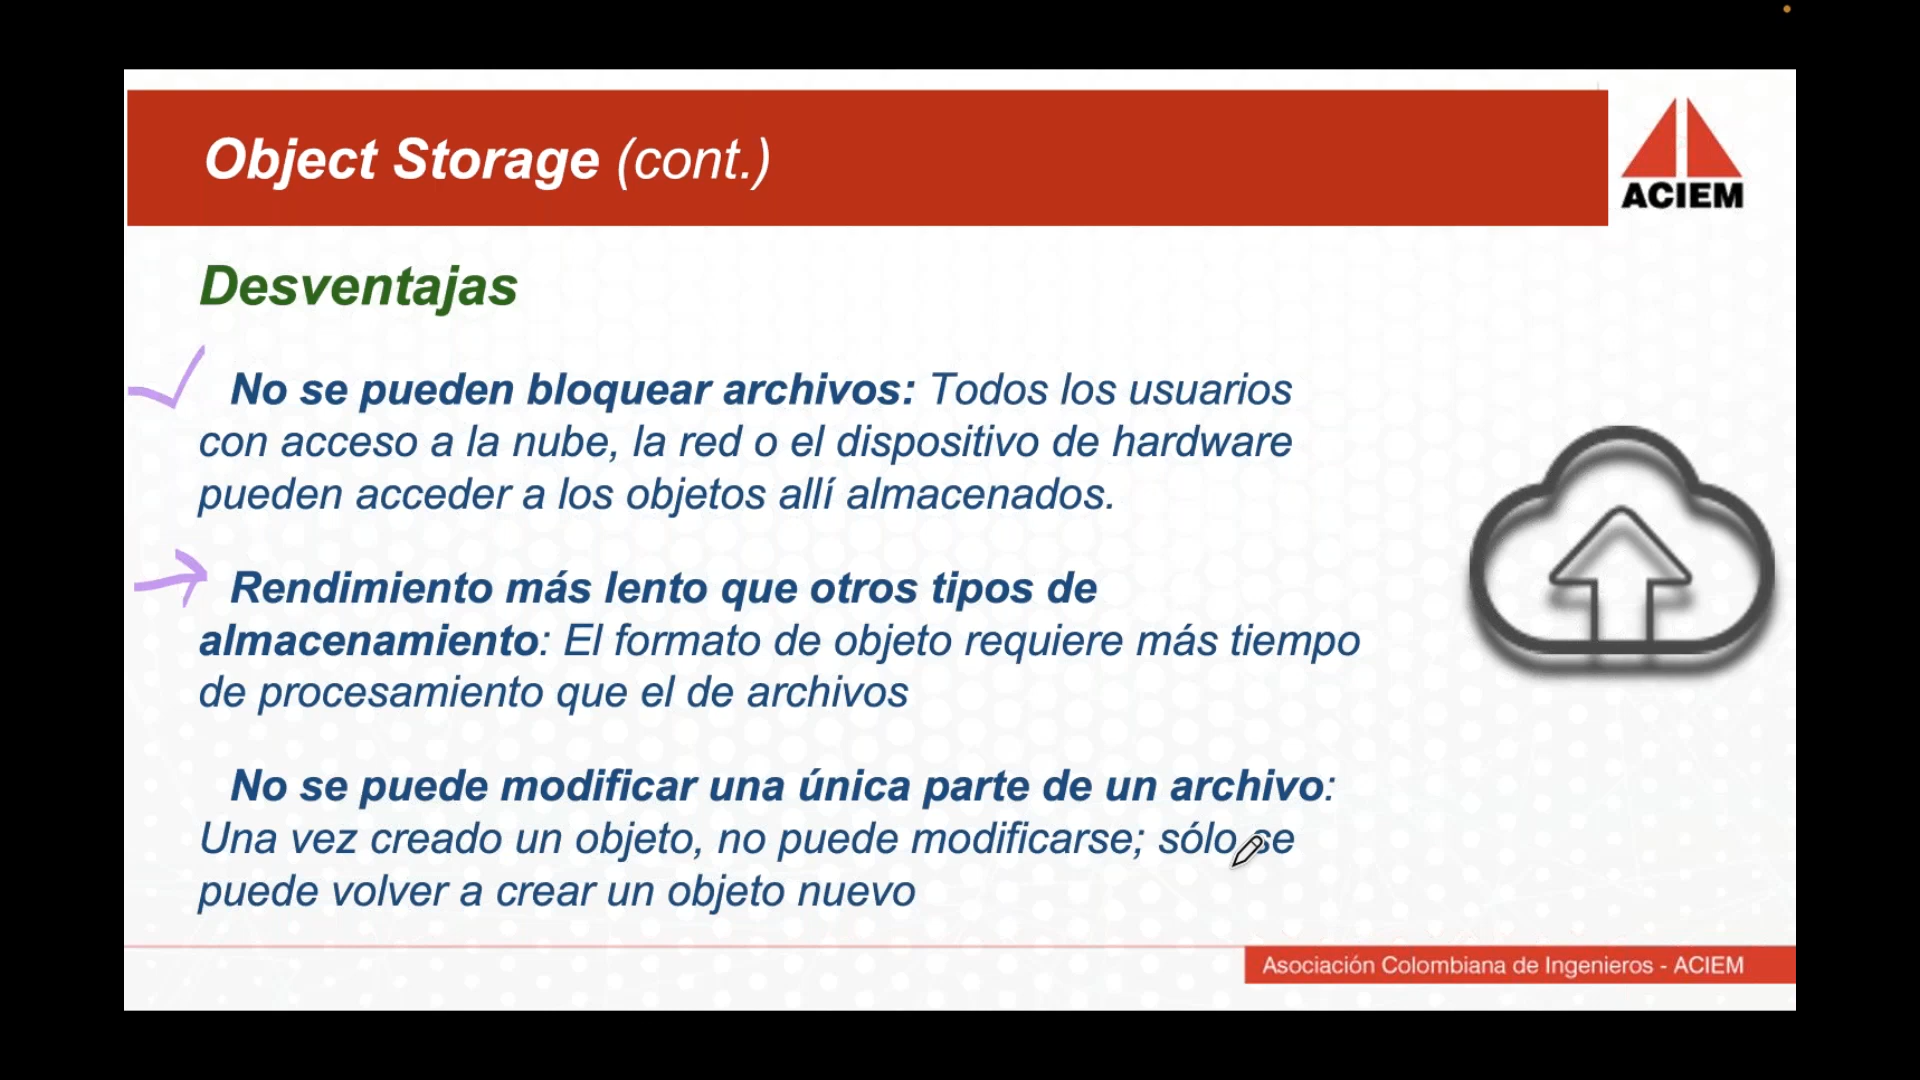 Object Storage (cont.)
ACIEM
Desventajas
No se pueden bloquear archivos: Todos los usuarios
con acceso a la nube, la red o el dispositivo de hardware
pueden acceder a los objetos allí almacenados.
Rendimiento más lento que otros tipos de
almacenamiento: El formato de objeto requiere más tiempo
de procesamiento que el de archivos
No se puede modificar una única parte de un archivo:
Una vez creado un objeto, no puede modificarse; sólo se
puede volver a crear un objeto nuevo
Asociación Colombiana de Ingenieros - ACIEM